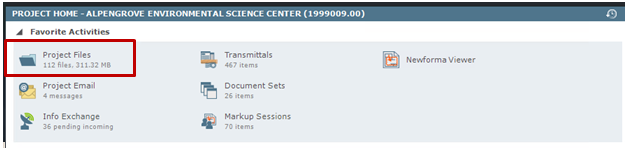 PROJECT HOME - ALPENGROVE ENVIRONMENTAL SCIENCE CENTER (1999009.00)
Favorite Activities
Project Files
112 files, 311.32 MB
Transmittals
467 items
Newforma Viewer
Project Email
4 messages
Document Sets
26 items
Info Exchange
36 pending incoming
Markup Sessions
70 items